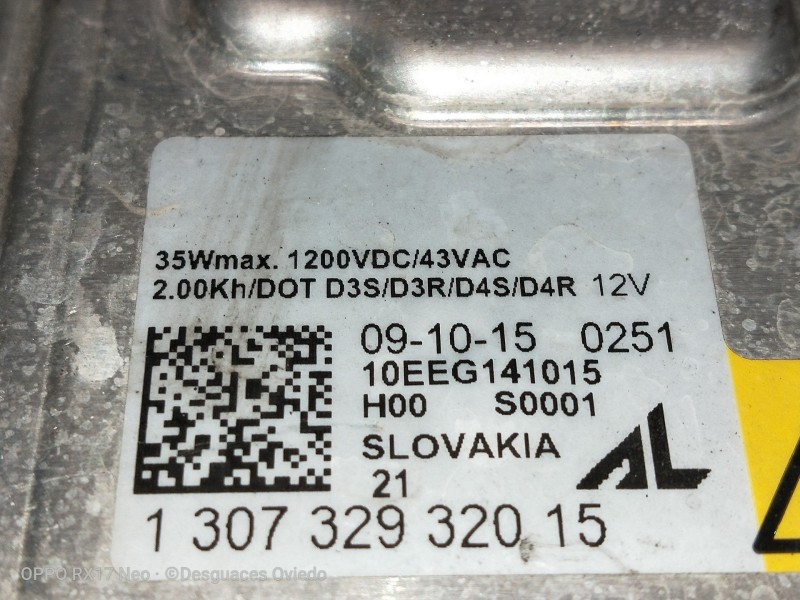 35Wmax. 1200VDC/43VAC
2.00Kh/DOT D3S/D3R/D4S/D4R 12V
09-10-15 0251
10EEG141015
H00 S0001
SLOVAKIA
AL
21
1 307 329 320 15
OPPO RX17 Neo · ©Desguaces Oviedo